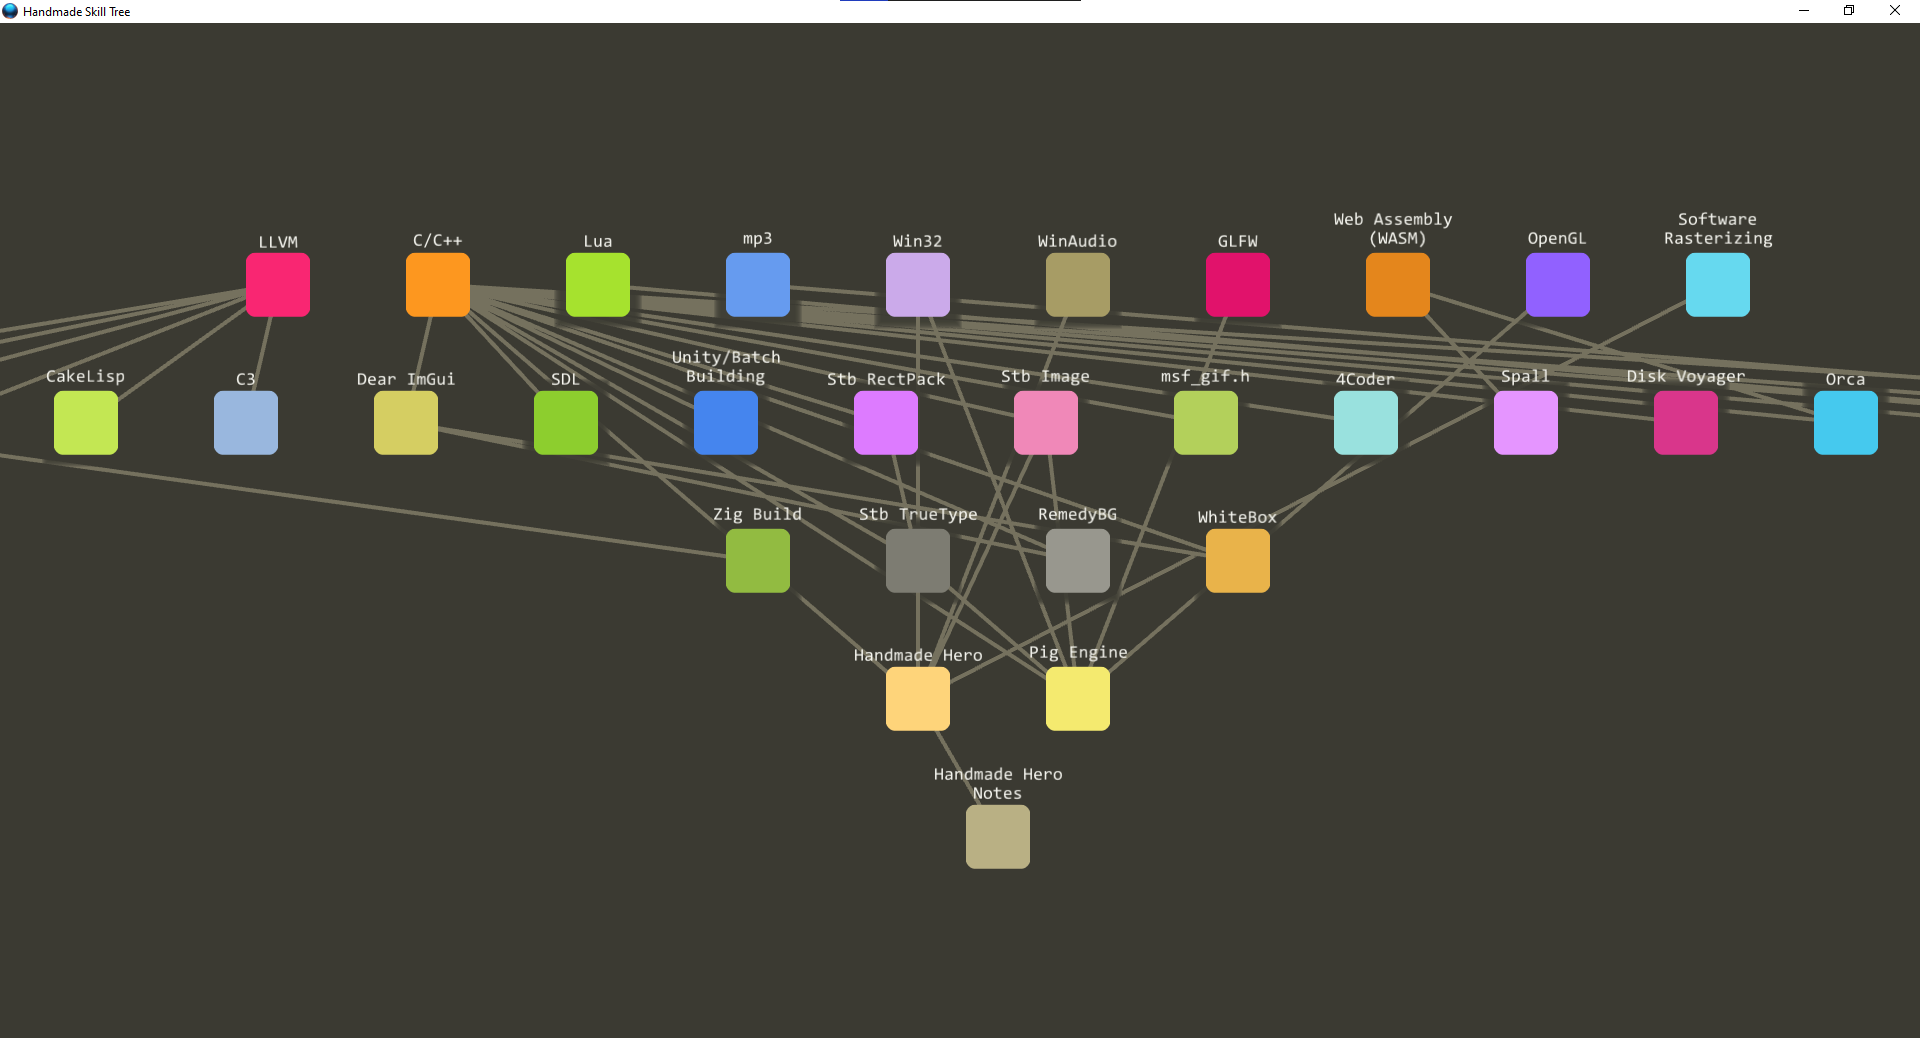 Handmade Skill Tree
LLVM
C/C++
Lua
mp3
Win32
WinAudio
GLFW
Web Assembly
(WASM)
OpenGL
Software
Rasterizing
CakeLisp
C3
Dear ImGui
SDL
Unity/Batch
Building
Stb RectPack
Stb Image
msf_gif.h
4Coder
Spall
Disk Voyager
Orca
Zig Build
Stb TrueType
RemedyBG
WhiteBox
Handmade Hero
Pig Engine
Handmade Hero
Notes